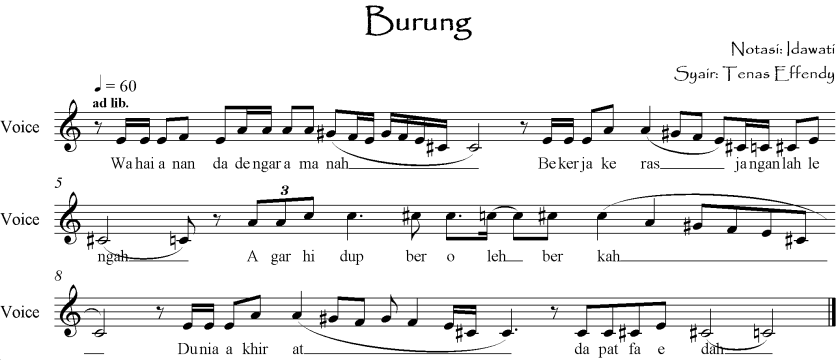 Burung
Notasi: Idawati
Syair: Tenas Effendy
♩ = 60
ad lib.
Voice
Wa hai a nan da de ngar a ma nah Be ker ja ke ras ja ngan lah le
5
3
Voice
ngah A gar hi dup ber o leh ber kah
8
Voice
Du nia a khir at da pat fa e dah